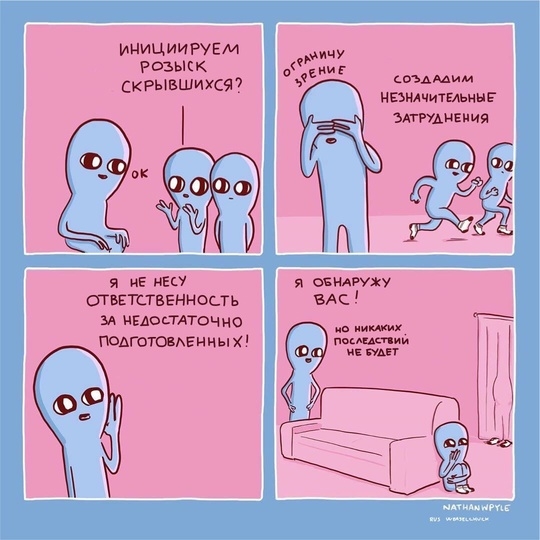 ИНИЦИИРУЕМ
РОЗЫСК
СКРЫВШИХСЯ?
ОК
ОГРАНИЧУ
ЗРЕНИЕ
СОЗДАДИМ
НЕЗНАЧИТЕЛЬНЫЕ
ЗАТРУДНЕНИЯ
Я НЕ НЕСУ
ОТВЕТСТВЕННОСТЬ
ЗА НЕДОСТАТОЧНО
ПОДГОТОВЛЕННЫХ!
Я ОБНАРУЖУ
ВАС!
НО НИКАКИХ
ПОСЛЕДСТВИЙ
НЕ БУДЕТ
NATHANWPYLE
RUS